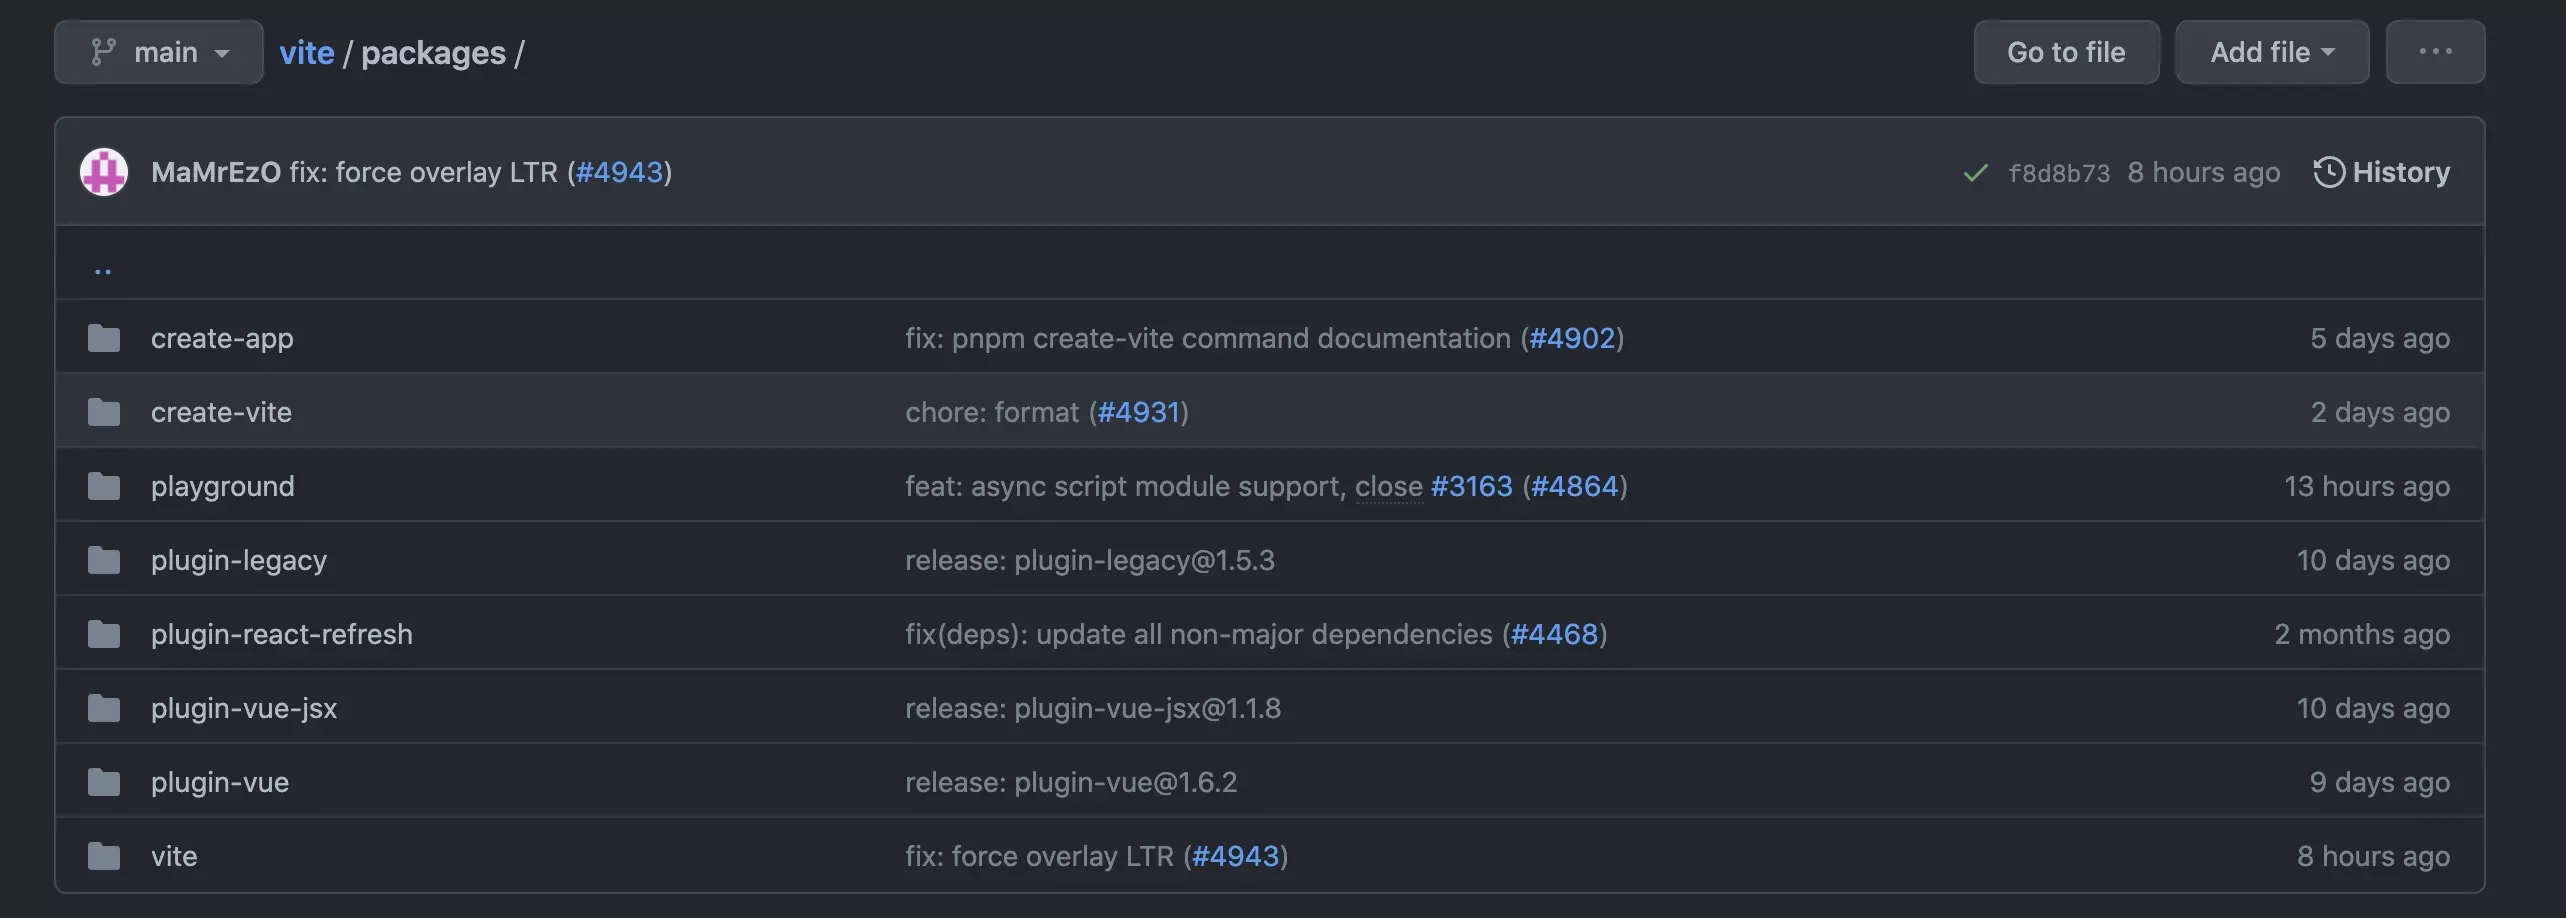 main vite / packages / Go to file Add file ...
MaMrEzO fix: force overlay LTR (#4943) f8d8b73 8 hours ago History
..
create-app fix: pnpm create-vite command documentation (#4902) 5 days ago
create-vite chore: format (#4931) 2 days ago
playground feat: async script module support, close #3163 (#4864) 13 hours ago
plugin-legacy release: plugin-legacy@1.5.3 10 days ago
plugin-react-refresh fix(deps): update all non-major dependencies (#4468) 2 months ago
plugin-vue-jsx release: plugin-vue-jsx@1.1.8 10 days ago
plugin-vue release: plugin-vue@1.6.2 9 days ago
vite fix: force overlay LTR (#4943) 8 hours ago